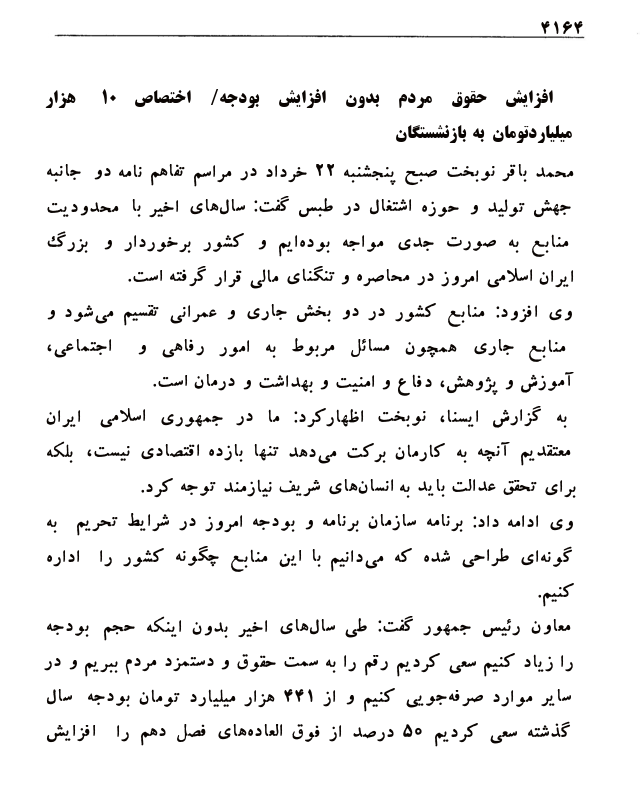 ۴۱۶۴
افزایش حقوق مردم بدون افزایش بودجه/ اختصاص ۱۰ هزار
میلیاردتومان به بازنشستگان
محمد باقر نوبخت صبح پنجشنبه ۲۲ خرداد در مراسم تفاهم نامه دو جانبه
جهش تولید و حوزه اشتغال در طبس گفت: سال‌های اخیر با محدودیت
منابع به صورت جدی مواجه بوده‌ایم و کشور برخوردار و بزرگ
ایران اسلامی امروز در محاصره و تنگنای مالی قرار گرفته است.
وی افزود: منابع کشور در دو بخش جاری و عمرانی تقسیم می‌شود و
منابع جاری همچون مسائل مربوط به امور رفاهی و اجتماعی،
آموزش و پژوهش، دفاع و امنیت و بهداشت و درمان است.
به گزارش ایسنا، نوبخت اظهارکرد: ما در جمهوری اسلامی ایران
معتقدیم آنچه به کارمان برکت می‌دهد تنها بازده اقتصادی نیست، بلکه
برای تحقق عدالت باید به انسان‌های شریف نیازمند توجه کرد.
وی ادامه داد: برنامه سازمان برنامه و بودجه امروز در شرایط تحریم به
گونه‌ای طراحی شده که می‌دانیم با این منابع چگونه کشور را اداره
کنیم.
معاون رئیس جمهور گفت: طی سال‌های اخیر بدون اینکه حجم بودجه
را زیاد کنیم سعی کردیم رقم را به سمت حقوق و دستمزد مردم ببریم و در
سایر موارد صرفه‌جویی کنیم و از ۴۴۱ هزار میلیارد تومان بودجه سال
گذشته سعی کردیم ۵۰ درصد از فوق العاده‌های فصل دهم را افزایش